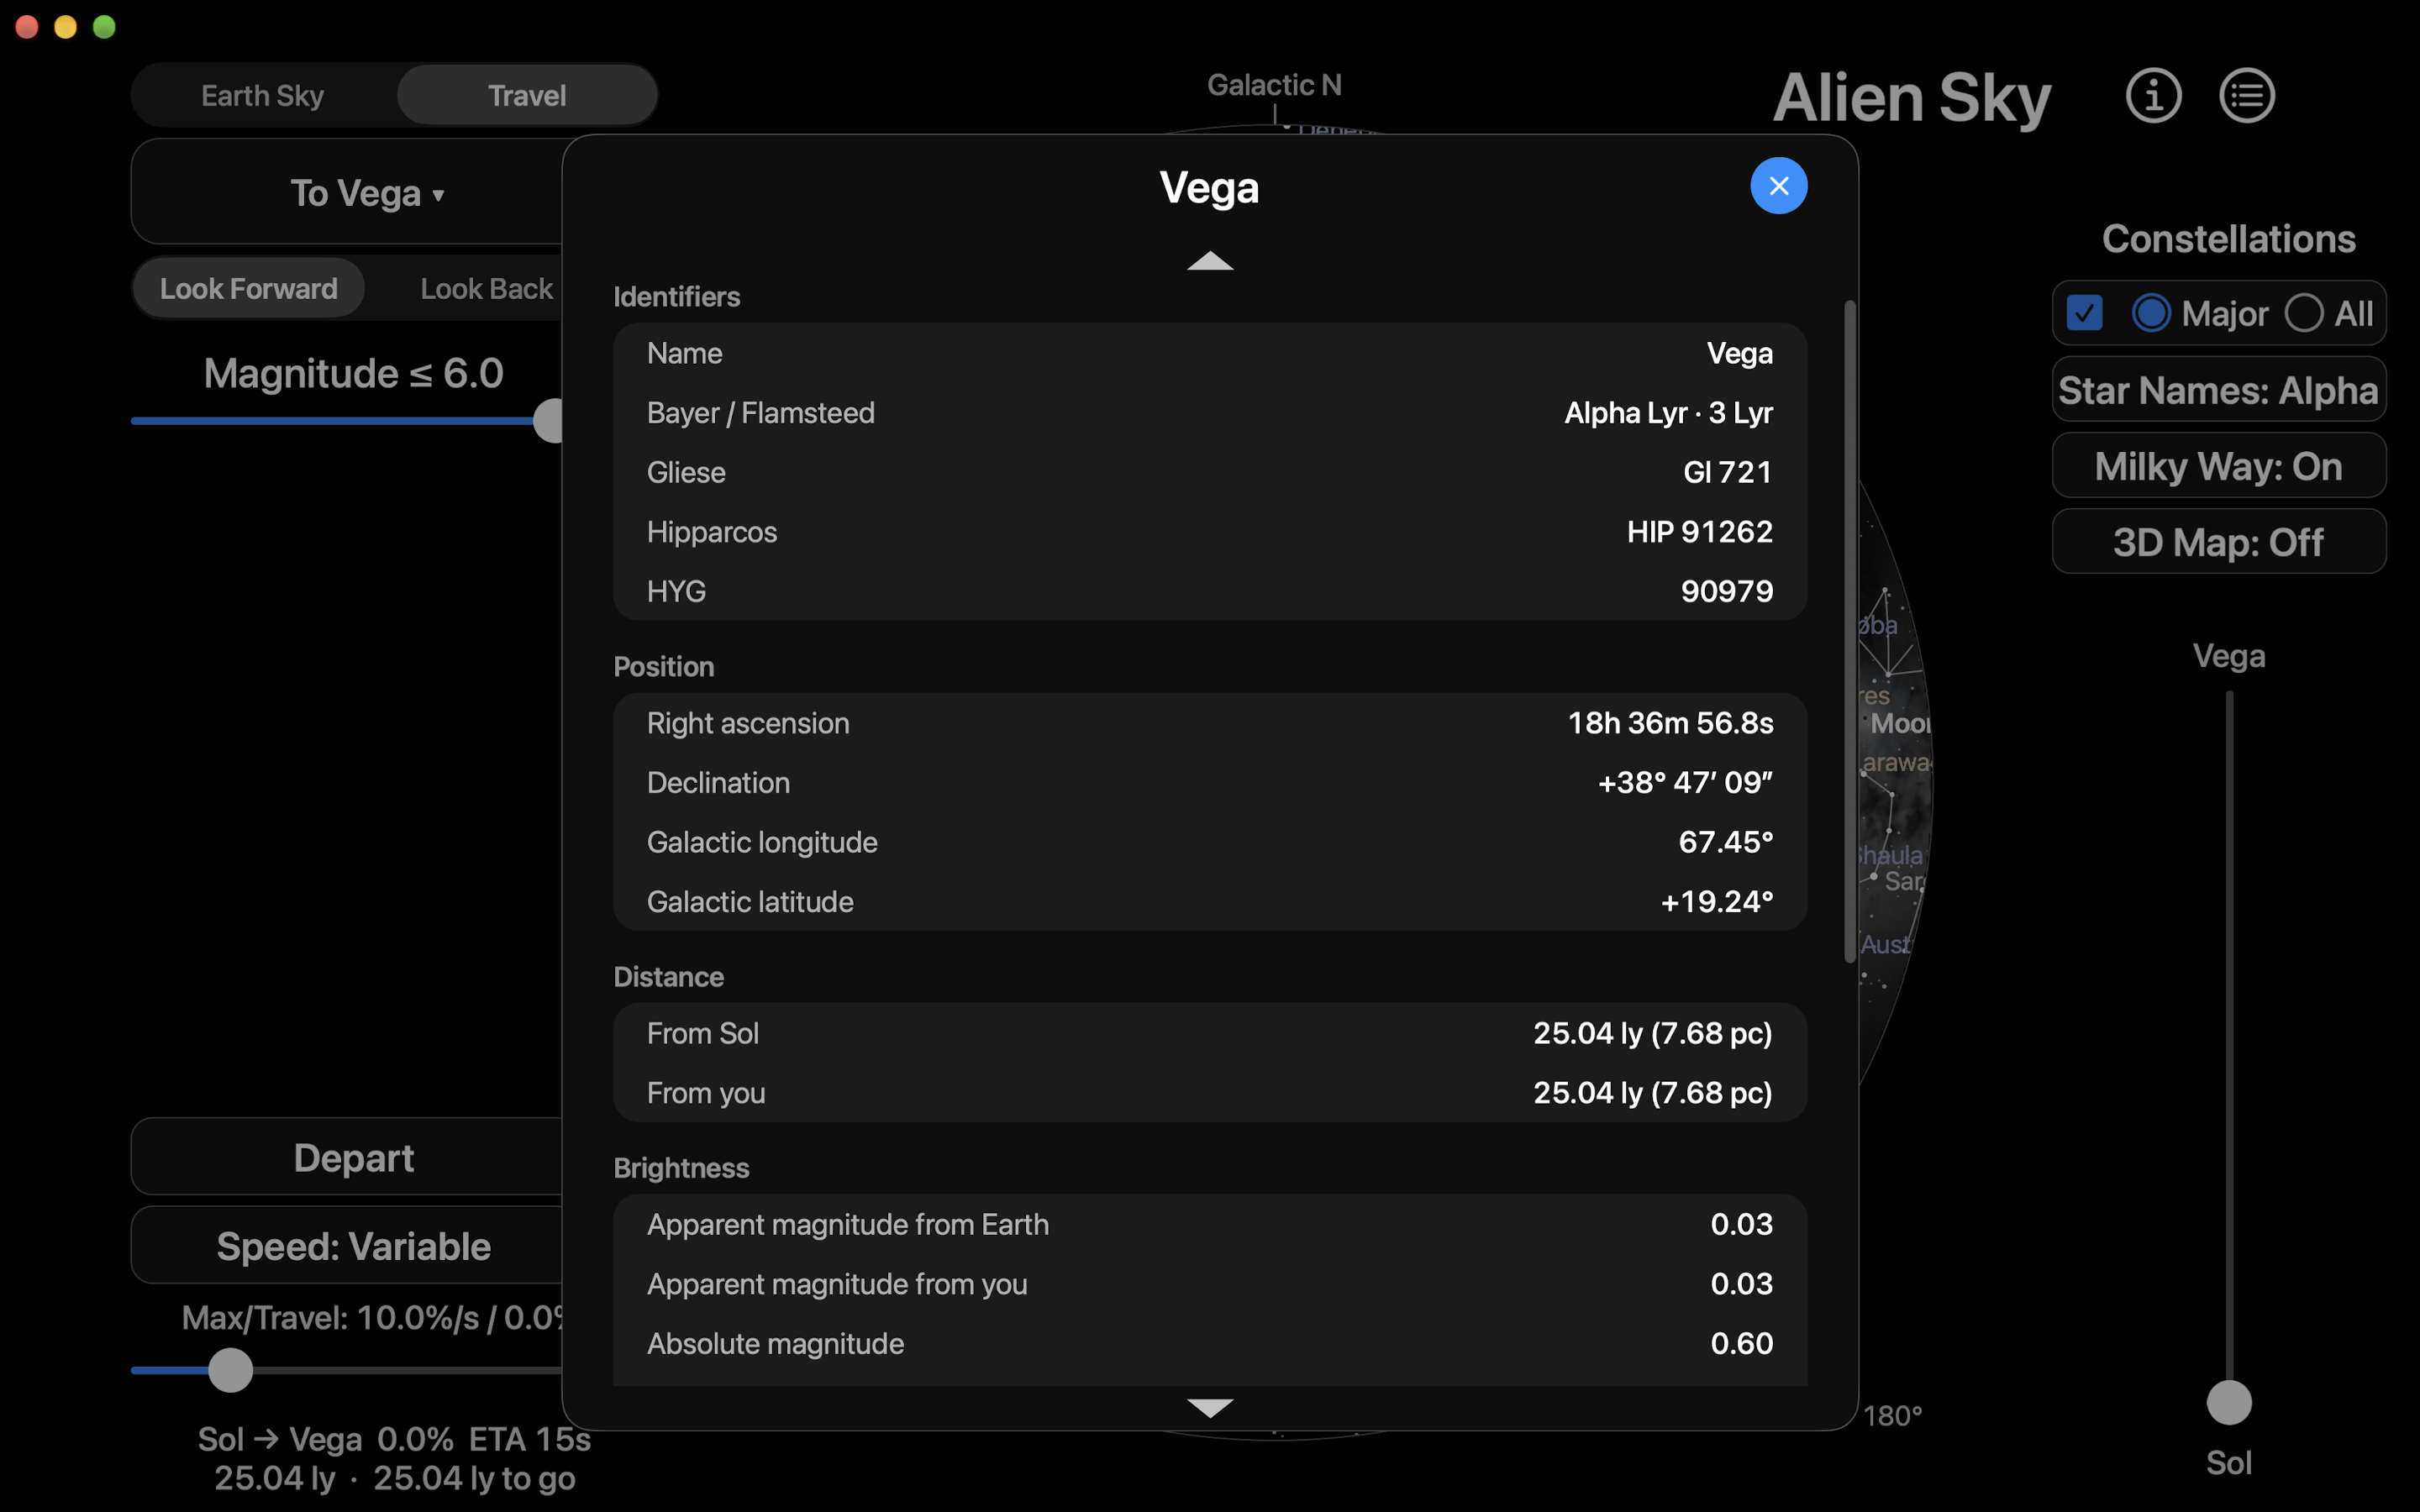 Earth Sky
Travel
Galactic N
Alien Sky
To Vega ▾
Look Forward
Look Back
Magnitude ≤ 6.0
Depart
Speed: Variable
Max/Travel: 10.0%/s / 0.0%
Sol → Vega 0.0% ETA 15s
25.04 ly · 25.04 ly to go
Vega
Identifiers
Name Vega
Bayer / Flamsteed Alpha Lyr · 3 Lyr
Gliese Gl 721
Hipparcos HIP 91262
HYG 90979
Position
Right ascension 18h 36m 56.8s
Declination +38° 47′ 09″
Galactic longitude 67.45°
Galactic latitude +19.24°
Distance
From Sol 25.04 ly (7.68 pc)
From you 25.04 ly (7.68 pc)
Brightness
Apparent magnitude from Earth 0.03
Apparent magnitude from you 0.03
Absolute magnitude 0.60
Shaula
180°
Constellations
Major
All
Star Names: Alpha
Milky Way: On
3D Map: Off
Vega
Sol